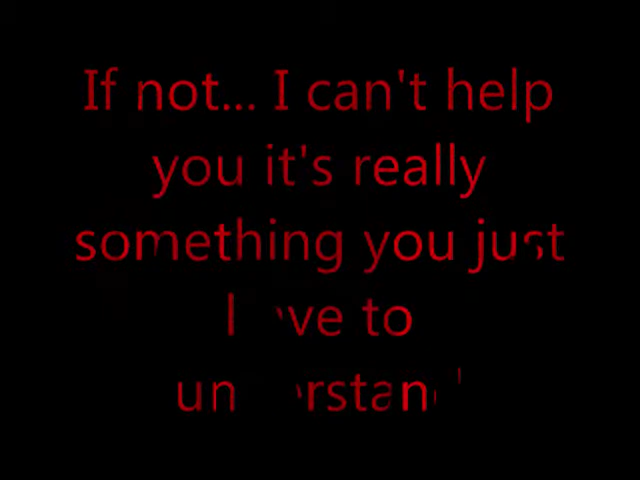 If not... I can't help
you it's really
something you just
have to
understand